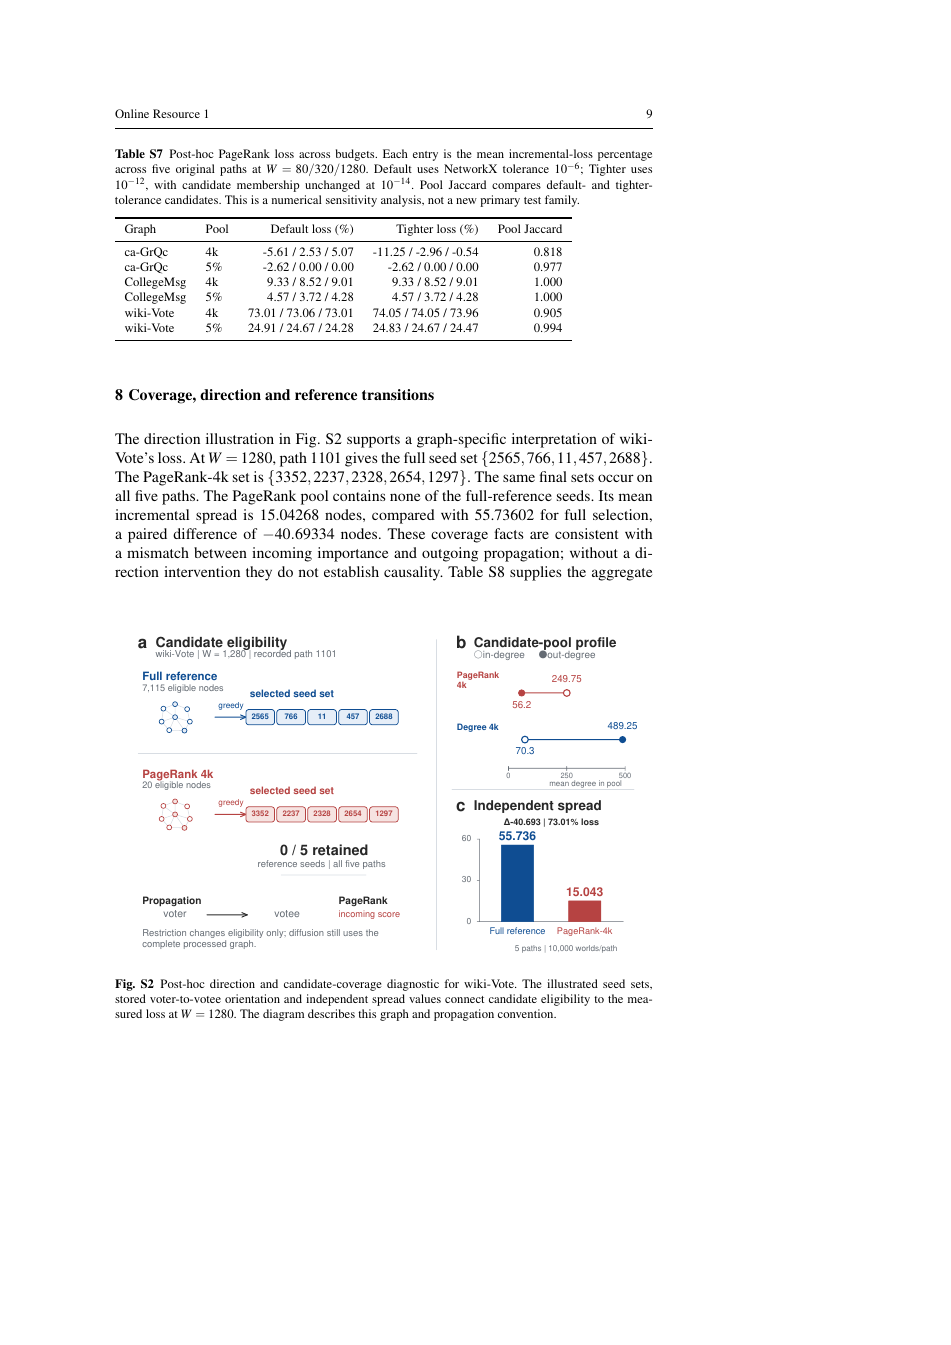 Online Resource 1 9
Table S7 Post-hoc PageRank loss across budgets. Each entry is the mean incremental-loss percentage
across five original paths at W = 80/320/1280. Default uses NetworkX tolerance 10⁻⁶; Tighter uses
10⁻¹², with candidate membership unchanged at 10⁻¹⁴. Pool Jaccard compares default- and tighter-
tolerance candidates. This is a numerical sensitivity analysis, not a new primary test family.
Graph Pool Default loss (%) Tighter loss (%) Pool Jaccard
ca-GrQc 4k -5.61 / 2.53 / 5.07 -11.25 / -2.96 / -0.54 0.818
ca-GrQc 5% -2.62 / 0.00 / 0.00 -2.62 / 0.00 / 0.00 0.977
CollegeMsg 4k 9.33 / 8.52 / 9.01 9.33 / 8.52 / 9.01 1.000
CollegeMsg 5% 4.57 / 3.72 / 4.28 4.57 / 3.72 / 4.28 1.000
wiki-Vote 4k 73.01 / 73.06 / 73.01 74.05 / 74.05 / 73.96 0.905
wiki-Vote 5% 24.91 / 24.67 / 24.28 24.83 / 24.67 / 24.47 0.994
8 Coverage, direction and reference transitions
The direction illustration in Fig. S2 supports a graph-specific interpretation of wiki-
Vote's loss. At W = 1280, path 1101 gives the full seed set {2565,766,11,457,2688}.
The PageRank-4k set is {3352,2237,2328,2654,1297}. The same final sets occur on
all five paths. The PageRank pool contains none of the full-reference seeds. Its mean
incremental spread is 15.04268 nodes, compared with 55.73602 for full selection,
a paired difference of −40.69334 nodes. These coverage facts are consistent with
a mismatch between incoming importance and outgoing propagation; without a di-
rection intervention they do not establish causality. Table S8 supplies the aggregate
a Candidate eligibility
wiki-Vote | W = 1,280 | recorded path 1101
Full reference
7,115 eligible nodes
selected seed set
greedy
2565 766 11 457 2688
PageRank 4k
20 eligible nodes
selected seed set
greedy
3352 2237 2328 2654 1297
0 / 5 retained
reference seeds | all five paths
Propagation PageRank
voter votee incoming score
Restriction changes eligibility only; diffusion still uses the
complete processed graph.
b Candidate-pool profile
in-degree out-degree
PageRank
4k
249.75
56.2
Degree 4k
489.25
70.3
0 250 500
mean degree in pool
c Independent spread
Δ-40.693 | 73.01% loss
60
55.736
30
15.043
0
Full reference PageRank-4k
5 paths | 10,000 worlds/path
Fig. S2 Post-hoc direction and candidate-coverage diagnostic for wiki-Vote. The illustrated seed sets,
stored voter-to-votee orientation and independent spread values connect candidate eligibility to the mea-
sured loss at W = 1280. The diagram describes this graph and propagation convention.